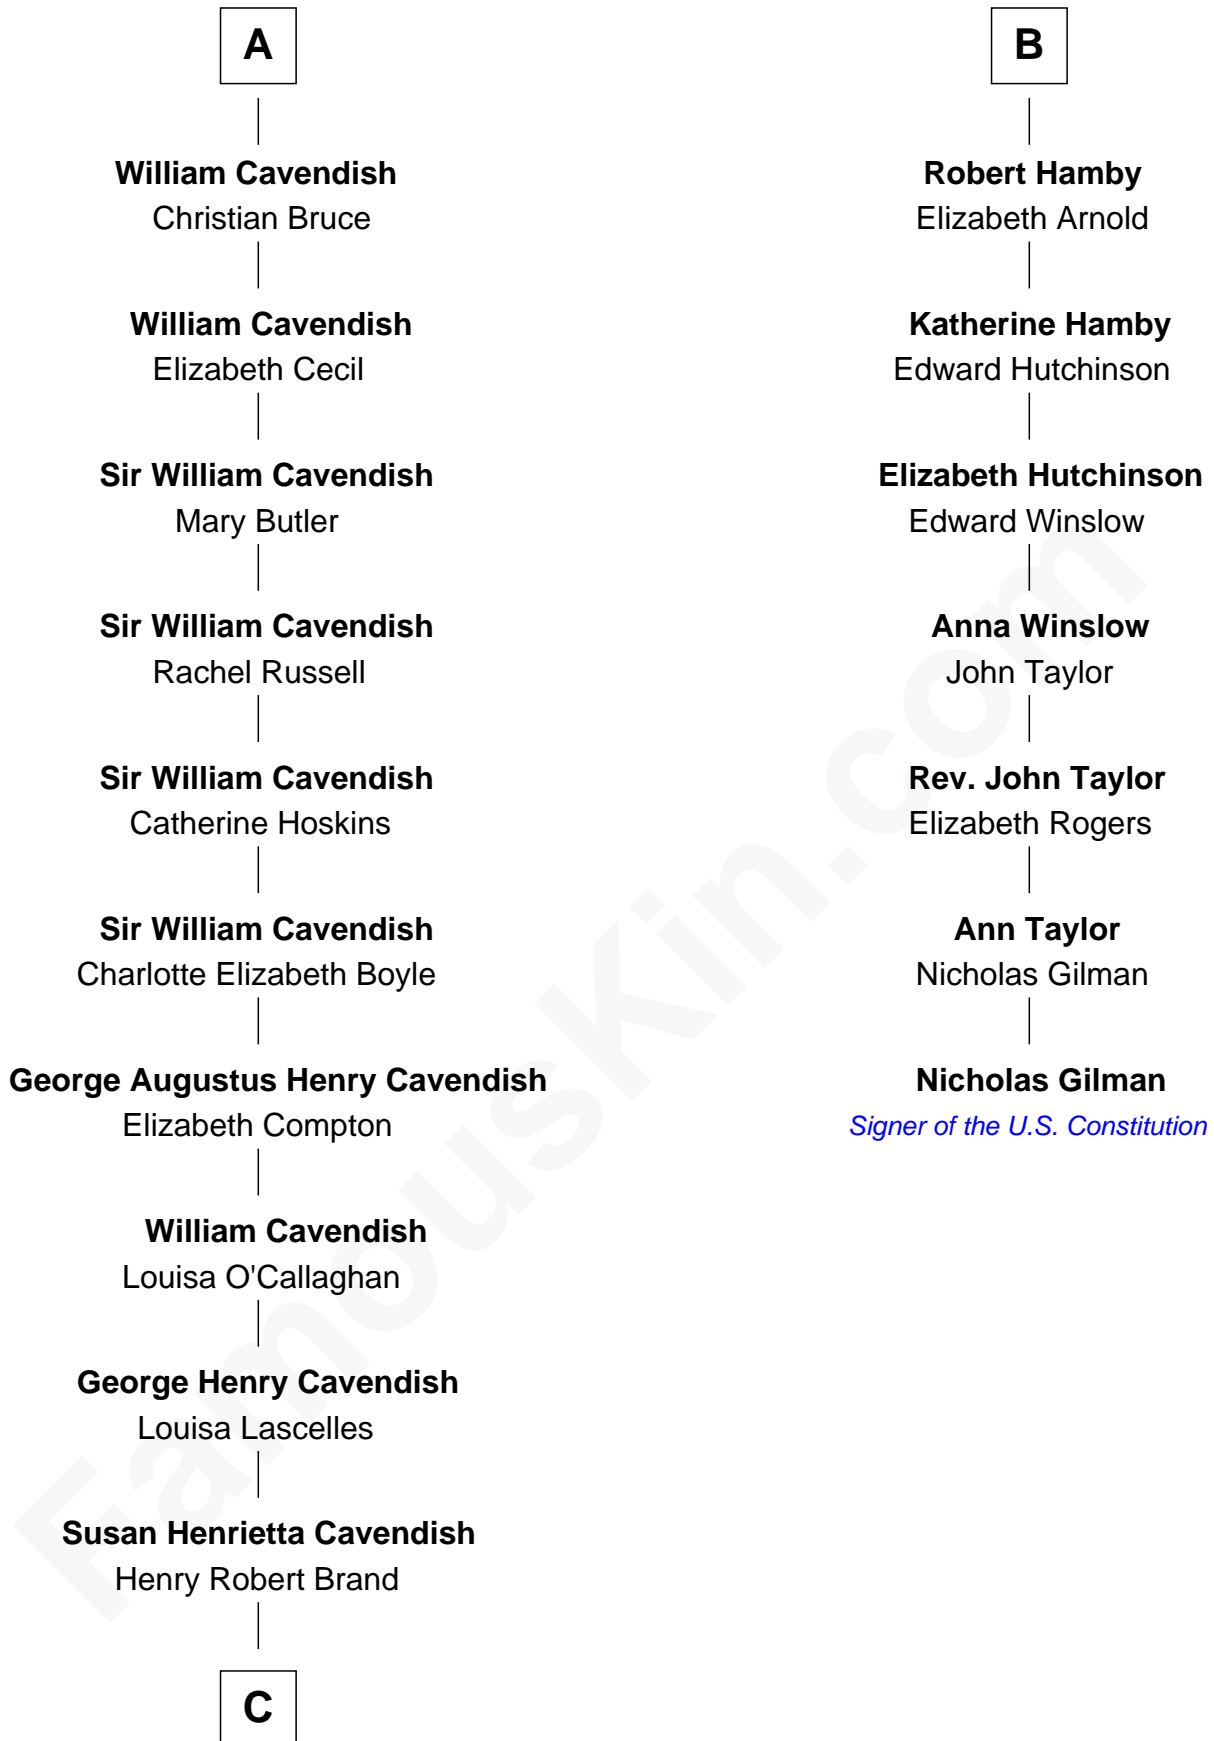 A
William Cavendish
Christian Bruce
William Cavendish
Elizabeth Cecil
Sir William Cavendish
Mary Butler
Sir William Cavendish
Rachel Russell
Sir William Cavendish
Catherine Hoskins
Sir William Cavendish
Charlotte Elizabeth Boyle
George Augustus Henry Cavendish
Elizabeth Compton
William Cavendish
Louisa O'Callaghan
George Henry Cavendish
Louisa Lascelles
Susan Henrietta Cavendish
Henry Robert Brand
C
B
Robert Hamby
Elizabeth Arnold
Katherine Hamby
Edward Hutchinson
Elizabeth Hutchinson
Edward Winslow
Anna Winslow
John Taylor
Rev. John Taylor
Elizabeth Rogers
Ann Taylor
Nicholas Gilman
Nicholas Gilman
Signer of the U.S. Constitution
FamousKin.com